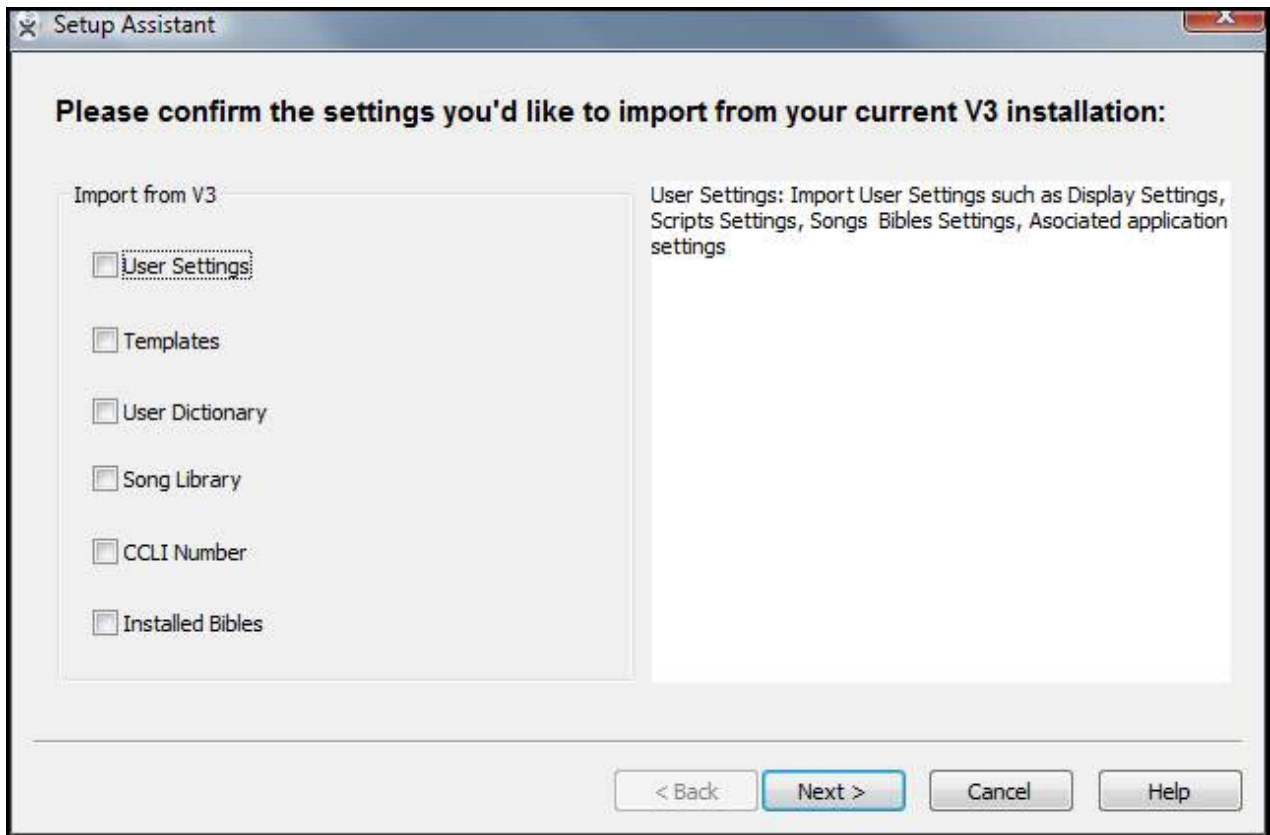 Setup Assistant
Please confirm the settings you'd like to import from your current V3 installation:
Import from V3
User Settings
Templates
User Dictionary
Song Library
CCLI Number
Installed Bibles
User Settings: Import User Settings such as Display Settings,
Scripts Settings, Songs  Bibles Settings, Asociated application
settings
< Back
Next >
Cancel
Help